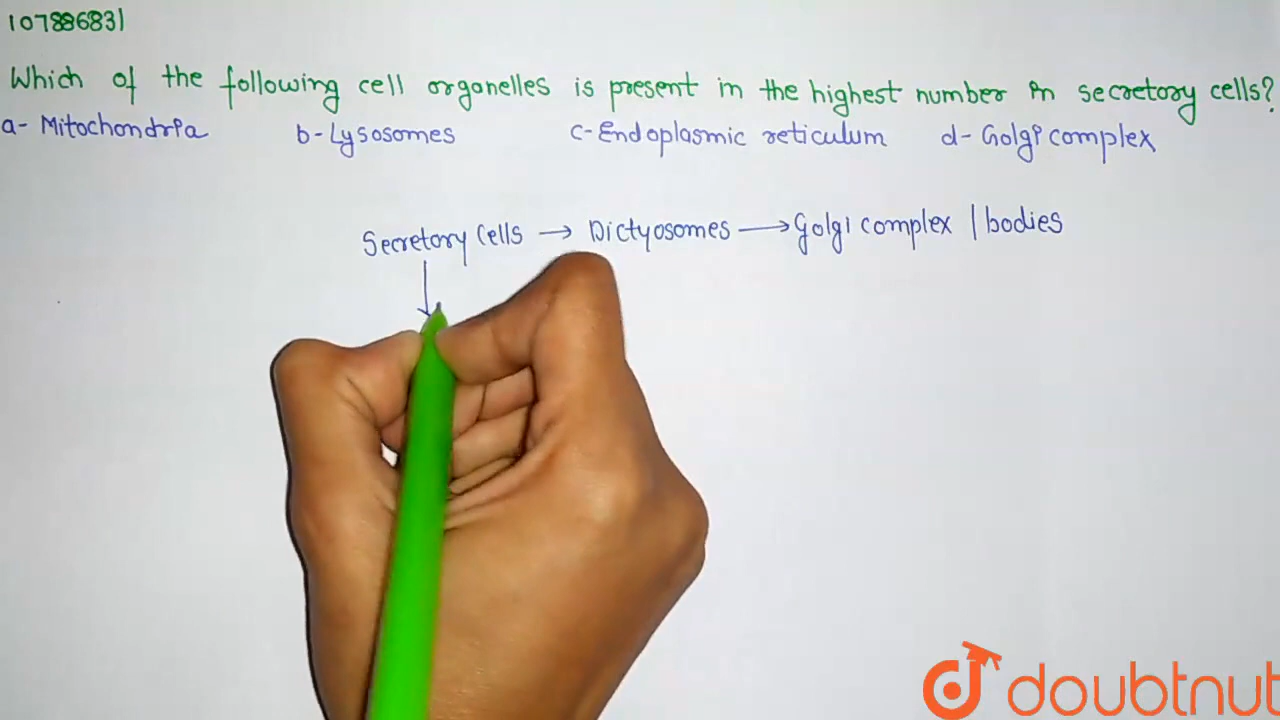 107886831
Which of the following cell organelles is present in the highest number in secretory cells?
a- Mitochondria b- Lysosomes c- Endoplasmic reticulum d- Golgi complex
Secretory cells → Dictyosomes → Golgi complex | bodies
doubtnut